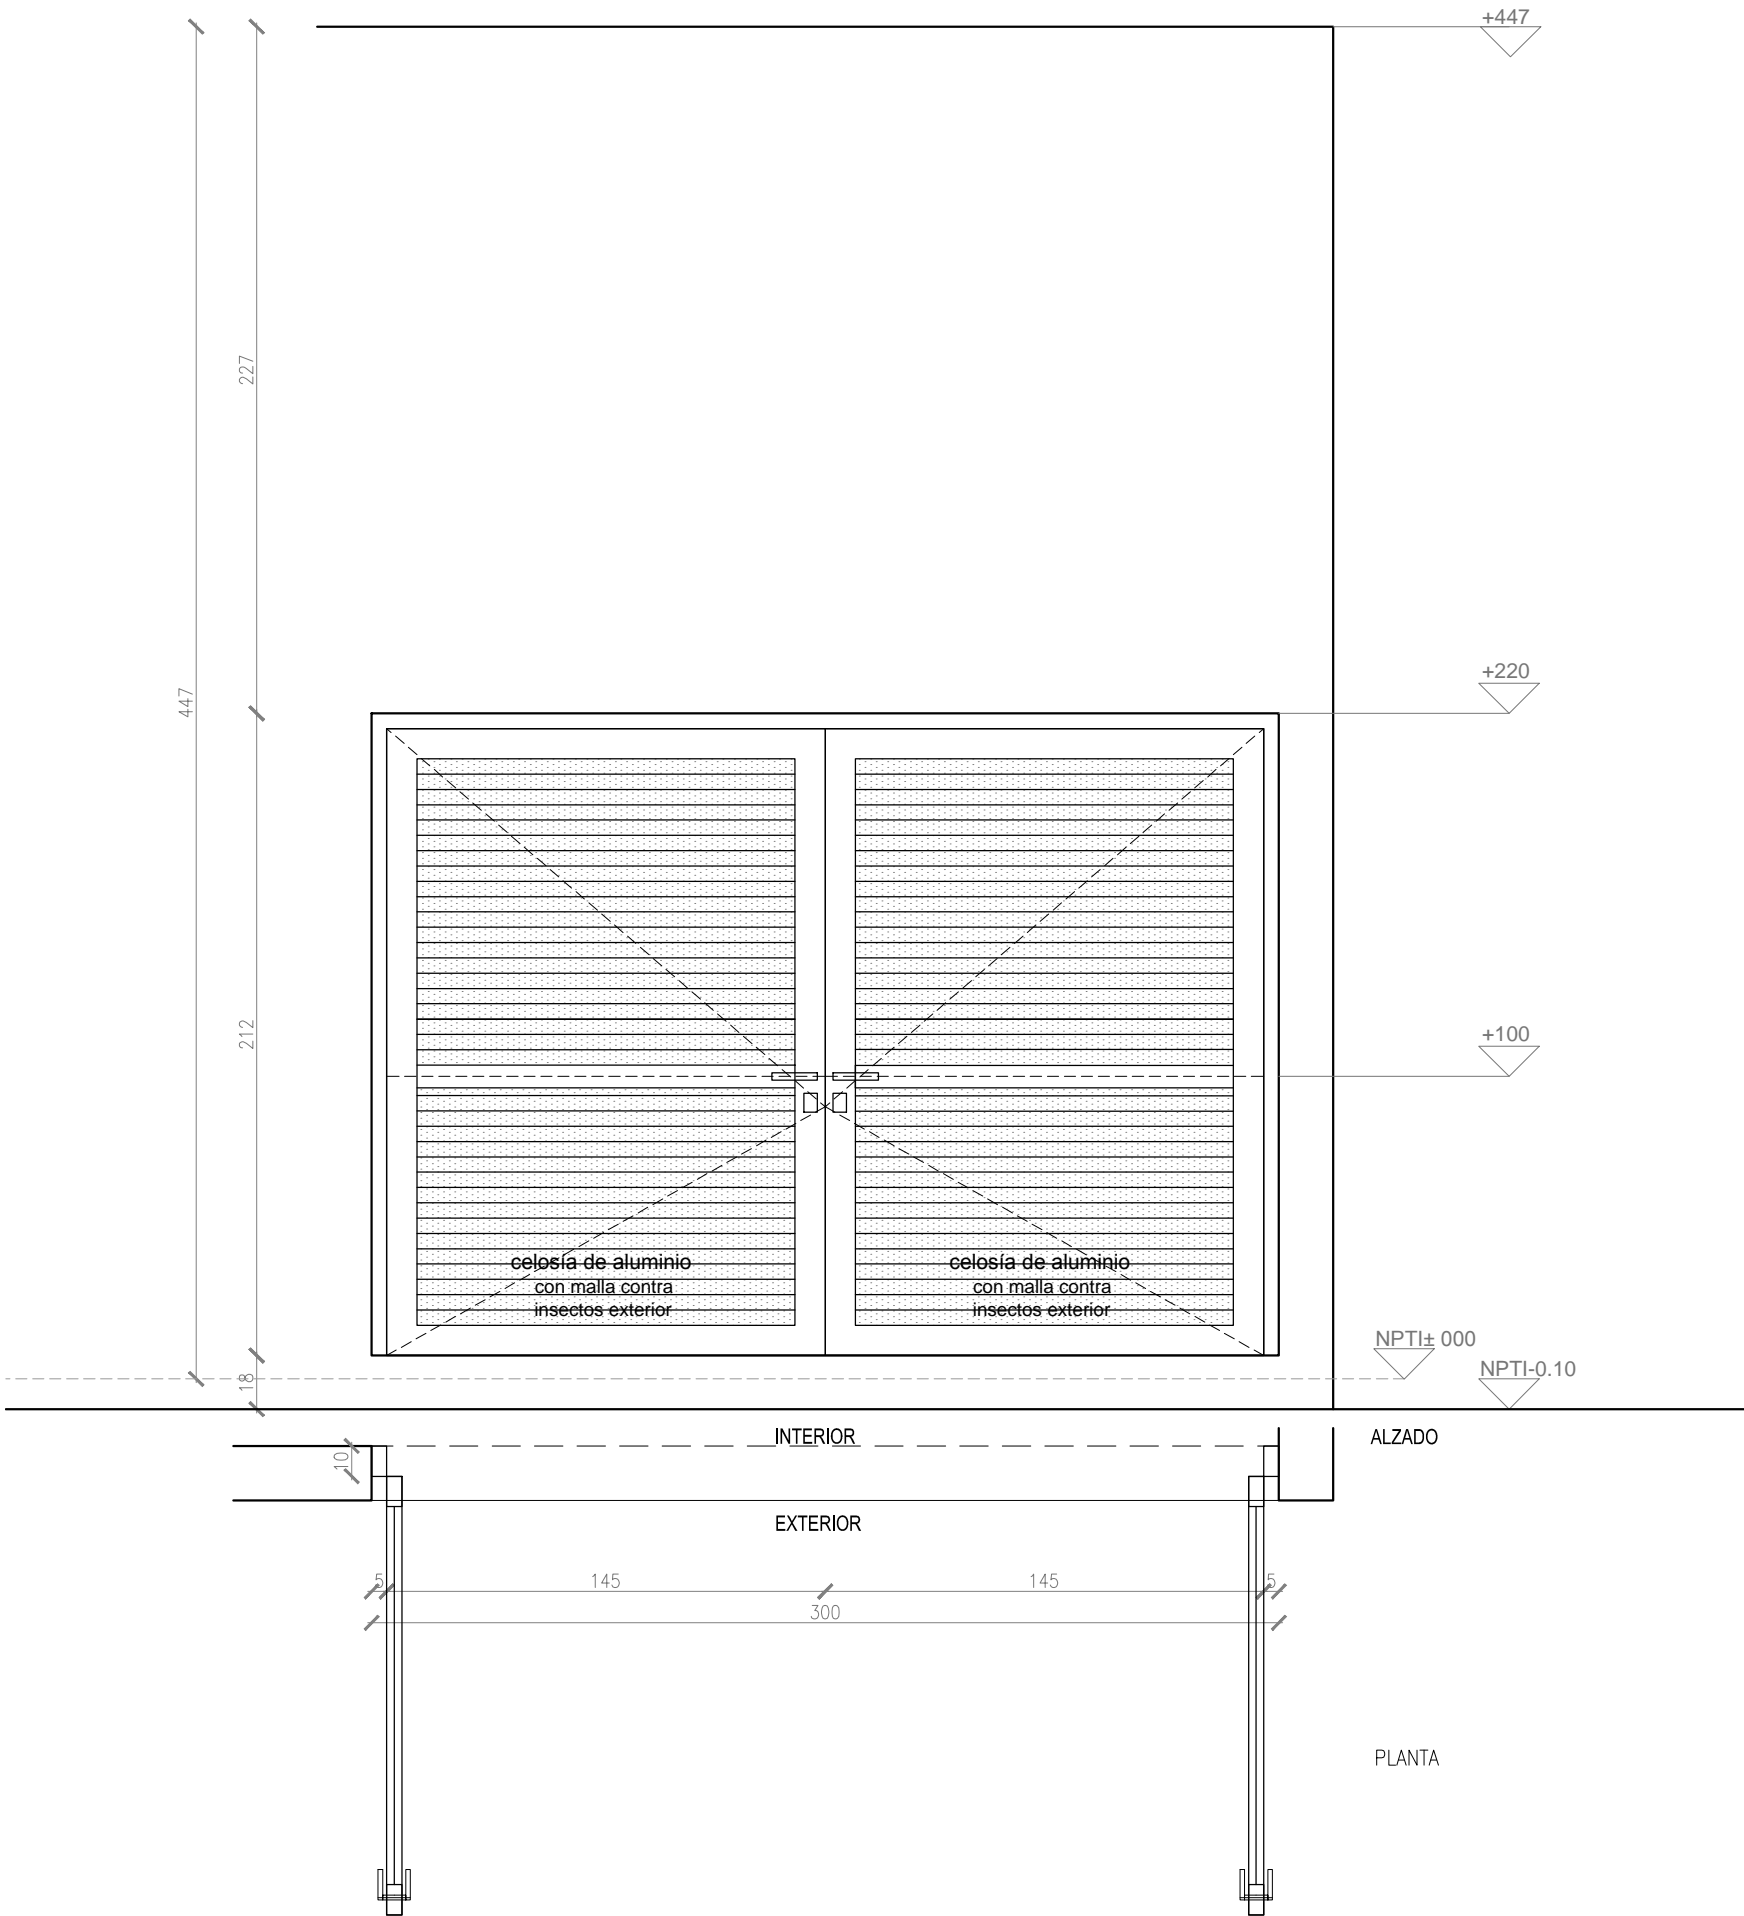 +447
227
+220
447
+100
212
celosía de aluminio
con malla contra
insectos exterior
celosía de aluminio
con malla contra
insectos exterior
NPTI± 000
NPTI-0.10
18
INTERIOR
ALZADO
10
EXTERIOR
5
145
145
5
300
PLANTA